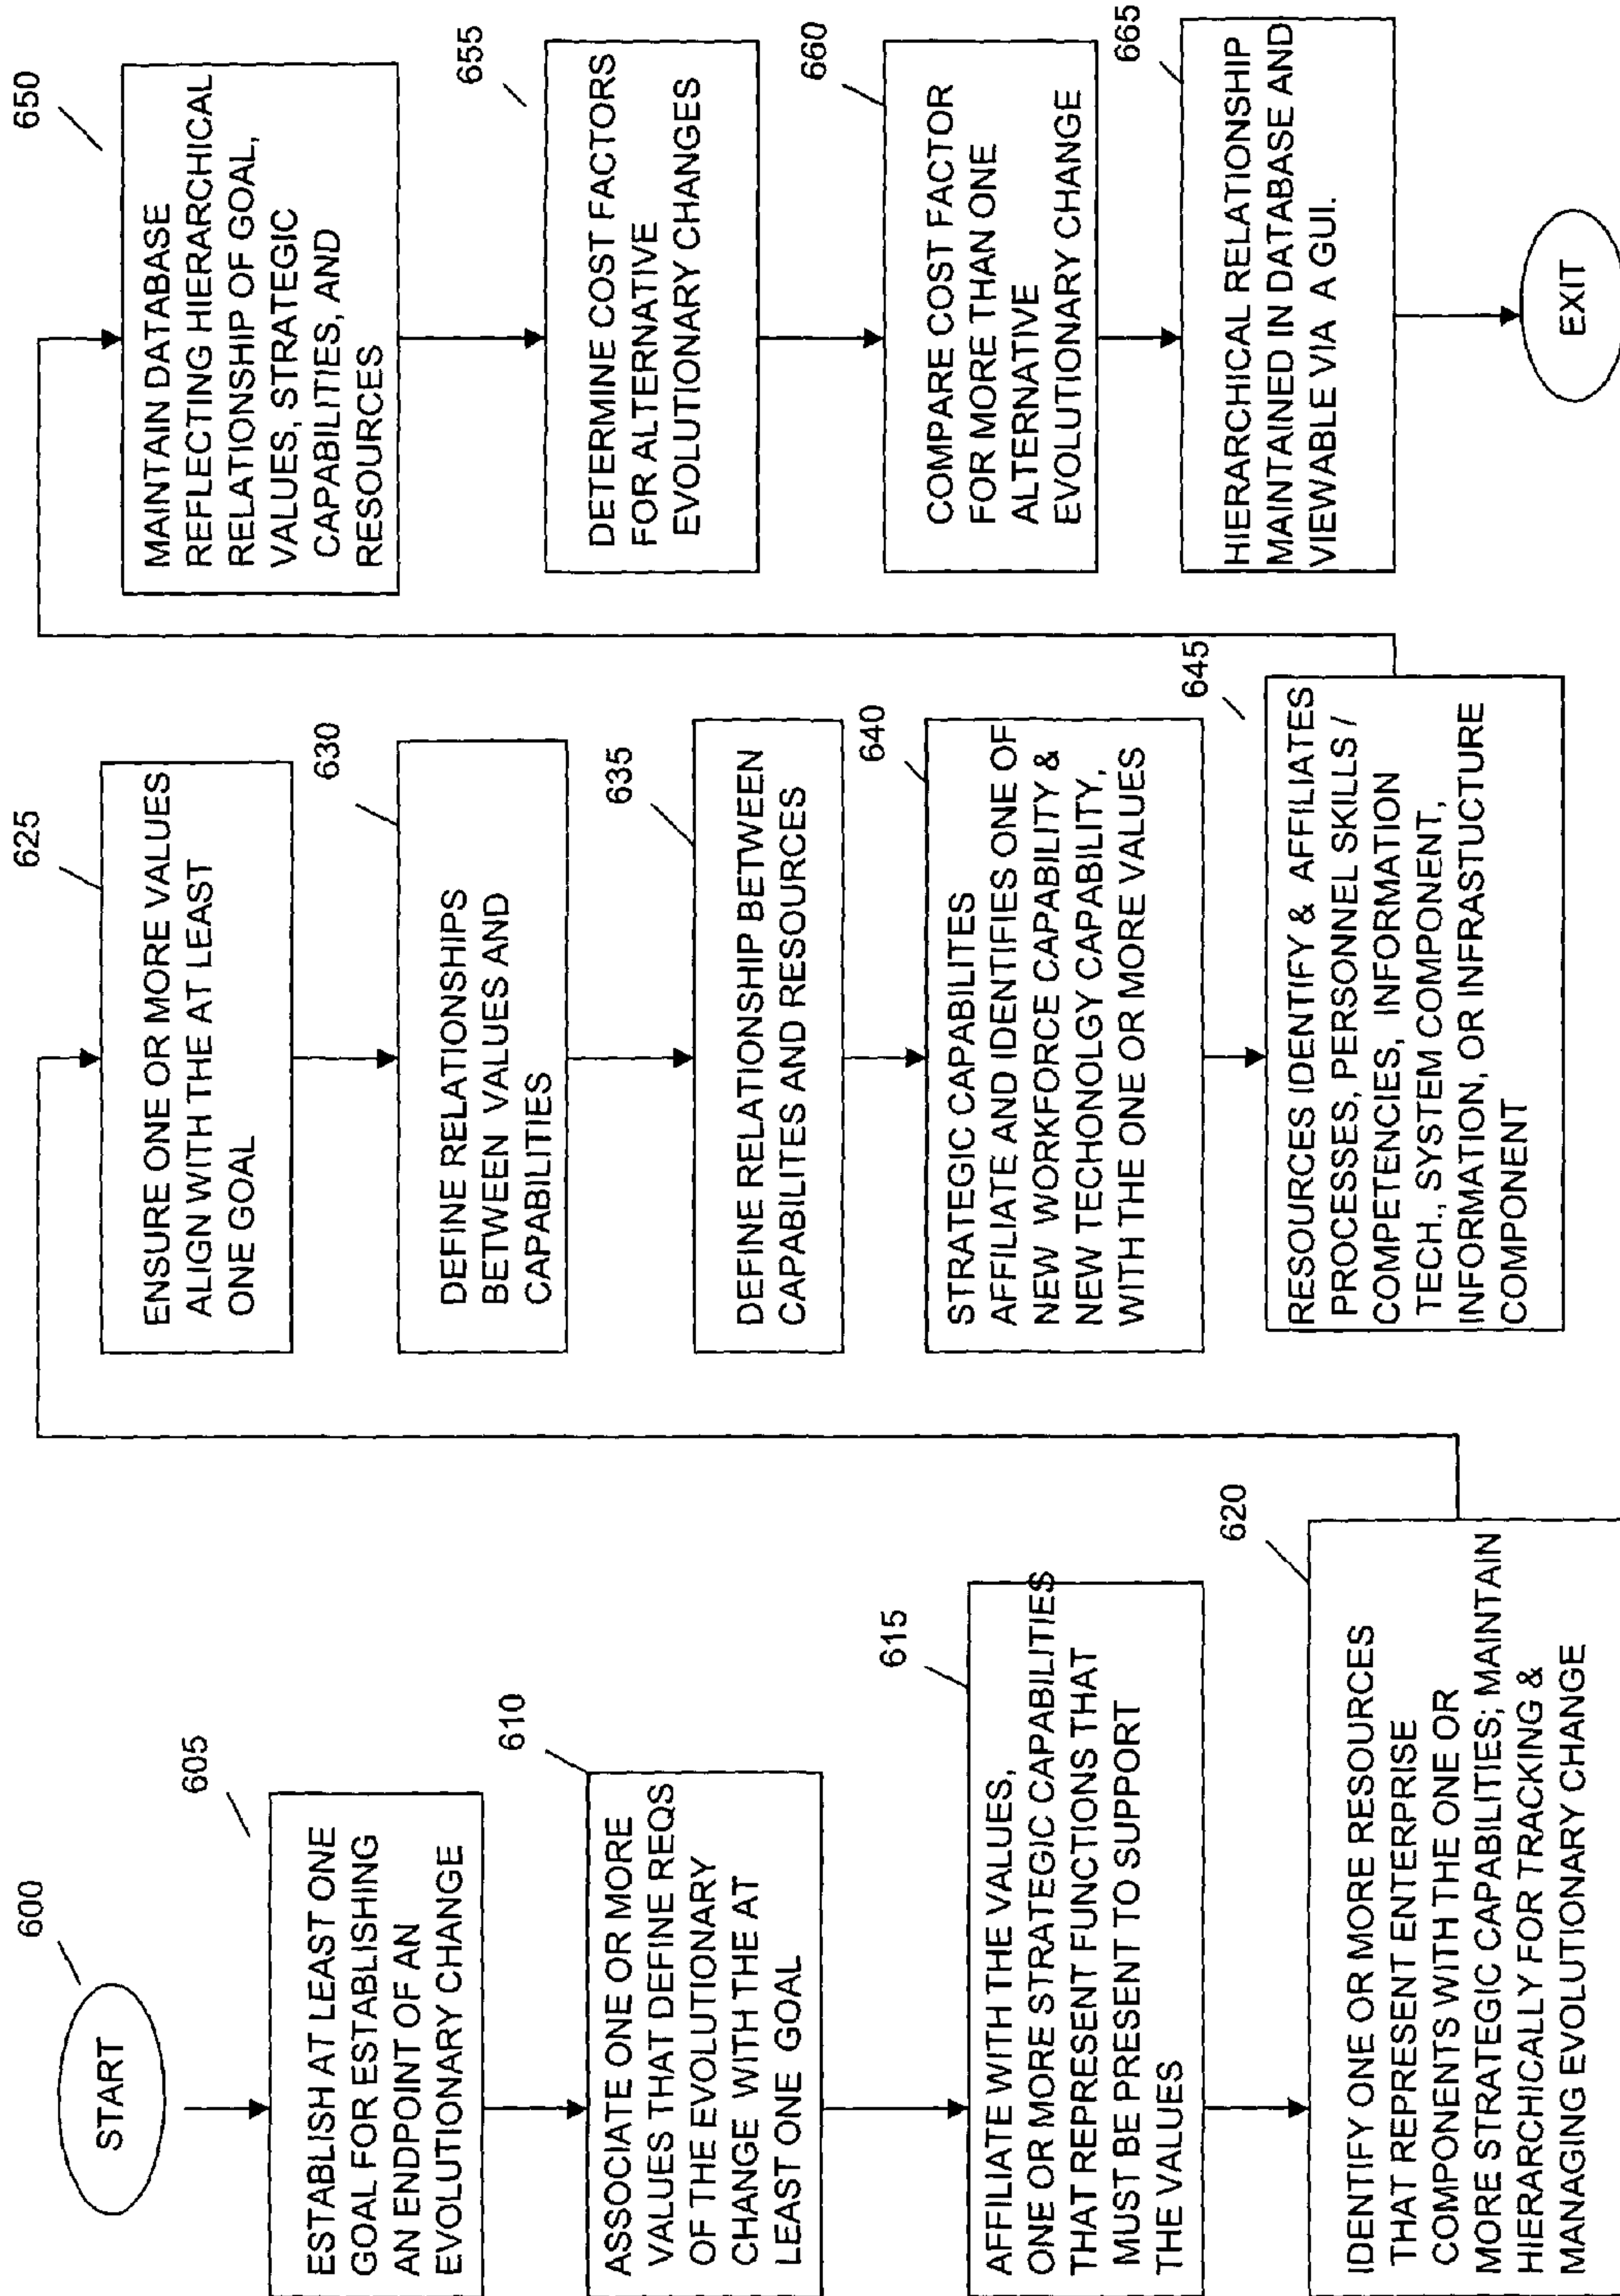 600
START
605
ESTABLISH AT LEAST ONE
GOAL FOR ESTABLISHING
AN ENDPOINT OF AN
EVOLUTIONARY CHANGE
610
ASSOCIATE ONE OR MORE
VALUES THAT DEFINE REQS
OF THE EVOLUTIONARY
CHANGE WITH THE AT
LEAST ONE GOAL
615
AFFILIATE WITH THE VALUES,
ONE OR MORE STRATEGIC CAPABILITIES
THAT REPRESENT FUNCTIONS THAT
MUST BE PRESENT TO SUPPORT
THE VALUES
620
IDENTIFY ONE OR MORE RESOURCES
THAT REPRESENT ENTERPRISE
COMPONENTS WITH THE ONE OR
MORE STRATEGIC CAPABILITIES; MAINTAIN
HIERARCHICALLY FOR TRACKING &
MANAGING EVOLUTIONARY CHANGE
625
ENSURE ONE OR MORE VALUES
ALIGN WITH THE AT LEAST
ONE GOAL
630
DEFINE RELATIONSHIPS
BETWEEN VALUES AND
CAPABILITIES
635
DEFINE RELATIONSHIP BETWEEN
CAPABILITES AND RESOURCES
640
STRATEGIC CAPABILITES
AFFILIATE AND IDENTIFIES ONE OF
NEW WORKFORCE CAPABILITY &
NEW TECHONOLOGY CAPABILITY,
WITH THE ONE OR MORE VALUES
645
RESOURCES IDENTIFY & AFFILIATES
PROCESSES, PERSONNEL SKILLS /
COMPETENCIES, INFORMATION
TECH., SYSTEM COMPONENT,
INFORMATION, OR INFRASTUCTURE
COMPONENT
650
MAINTAIN DATABASE
REFLECTING HIERARCHICAL
RELATIONSHIP OF GOAL,
VALUES, STRATEGIC
CAPABILITIES, AND
RESOURCES
655
DETERMINE COST FACTORS
FOR ALTERNATIVE
EVOLUTIONARY CHANGES
660
COMPARE COST FACTOR
FOR MORE THAN ONE
ALTERNATIVE
EVOLUTIONARY CHANGE
665
HIERARCHICAL RELATIONSHIP
MAINTAINED IN DATABASE AND
VIEWABLE VIA A GUI.
EXIT